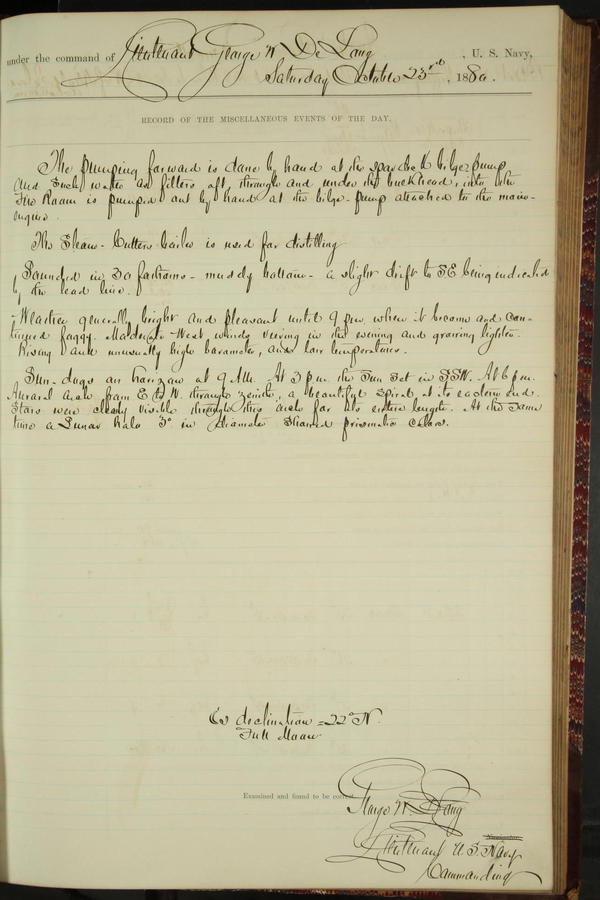 under the command of Lieutenant George W. De Long, U. S. Navy,
Saturday October 23rd, 1880.
RECORD OF THE MISCELLANEOUS EVENTS OF THE DAY.
The pumping forward is done by hand at the spar deck bilge pump
and such water as filters aft through and under the bulkhead, into the
Fire Room is pumped out by hand at the bilge-pump attached to the main-
engine.
The Steam-Cutters boiler is used for distilling
Sounded in 30 fathoms - muddy bottom - a slight drift to SE being indicated
by the lead line.
Weather generally bright and pleasant until 9 p.m. when it became and con-
tinued foggy. Moderate West winds veering in the evening and growing lighter.
Rising and unusually high barometer, and low temperatures.
Sun-dogs on horizon at 9 A.M. At 3 p.m. the Sun set in SSW. At 6 p.m.
Auroral Arch from E to W. through zenith, a beautiful spiral at its eastern end.
Stars were clearly visible through this arch for its entire length. At the same
time a Lunar halo 3° in diameter showed prismatic colors.
declination = 22° N.
Full Moon
Examined and found to be correct.
George W. De Long
Navigator.
Lieutenant U.S. Navy
Commanding